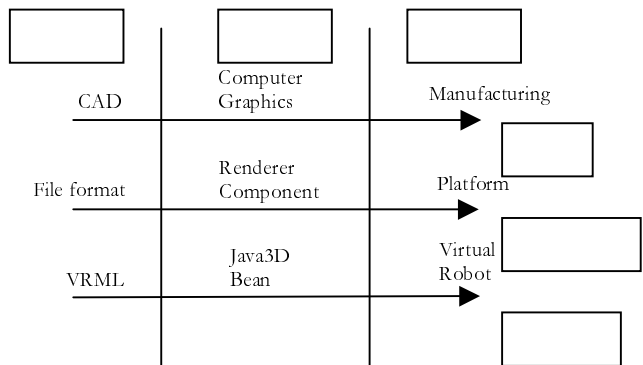 CAD
Computer
Graphics
Manufacturing
File format
Renderer
Component
Platform
VRML
Java3D
Bean
Virtual
Robot